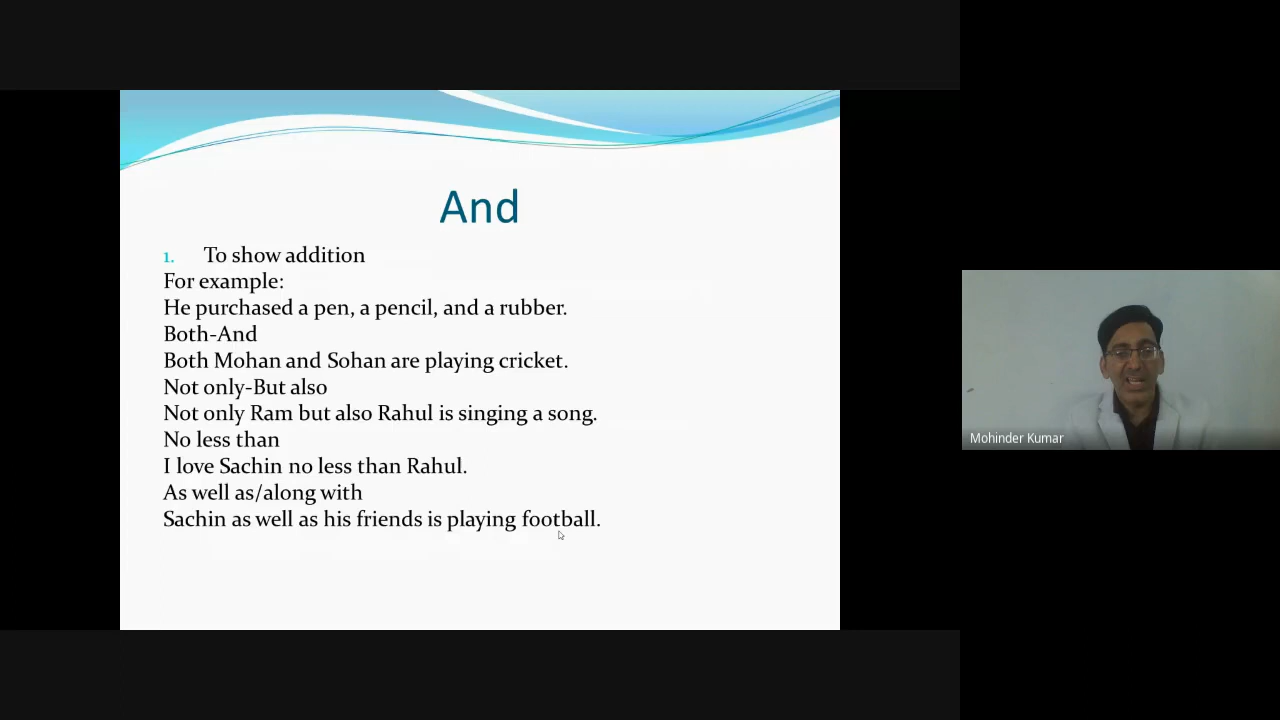 And
1. To show addition
For example:
He purchased a pen, a pencil, and a rubber.
Both-And
Both Mohan and Sohan are playing cricket.
Not only-But also
Not only Ram but also Rahul is singing a song.
No less than
I love Sachin no less than Rahul.
As well as/along with
Sachin as well as his friends is playing football.
Mohinder Kumar